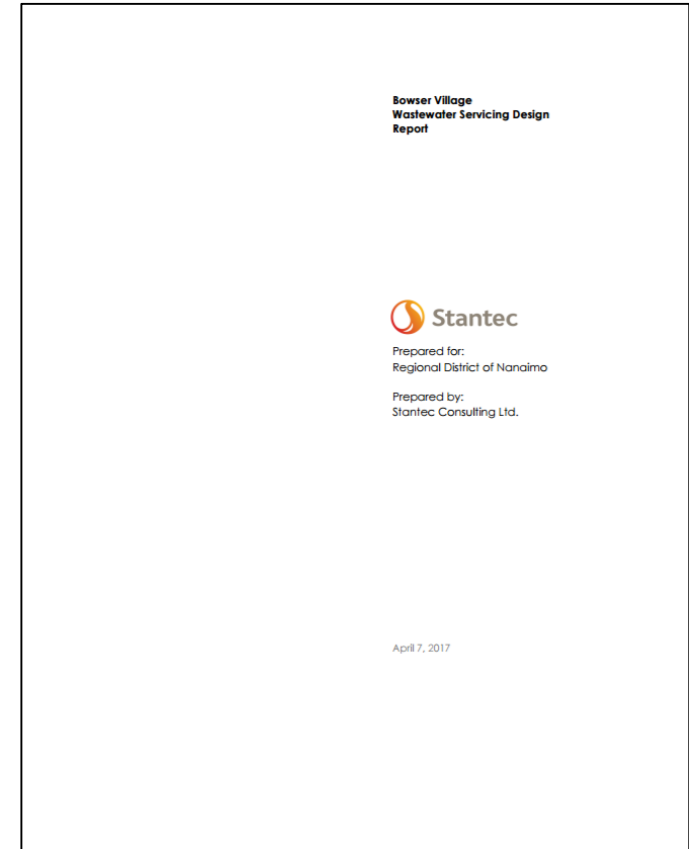 Bowser Village
Wastewater Servicing Design
Report
Stantec
Prepared for:
Regional District of Nanaimo
Prepared by:
Stantec Consulting Ltd.
April 7, 2017